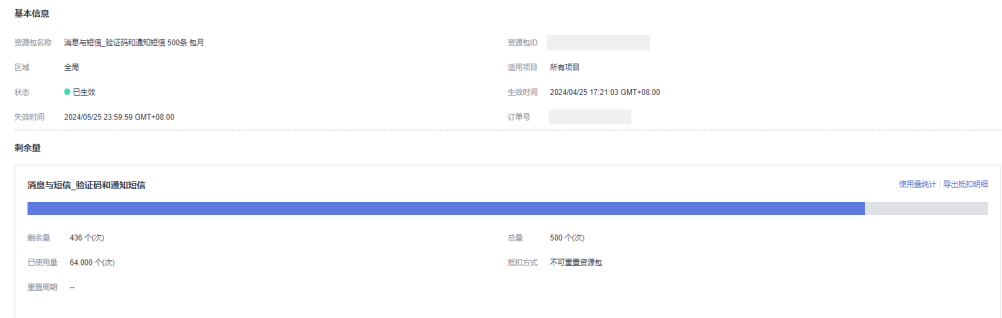 基本信息
资源包名称 消息与短信_验证码和通知短信 500条 包月 资源包ID
区域 全局 适用项目 所有项目
状态 已生效 生效时间 2024/04/25 17:21:03 GMT+08:00
失效时间 2024/05/25 23:59:59 GMT+08:00 订单号
剩余量
消息与短信_验证码和通知短信 使用量统计 导出抵扣明细
剩余量 436 个(次) 总量 500 个(次)
已使用量 64.000 个(次) 抵扣方式 不可重置资源包
重置周期 --